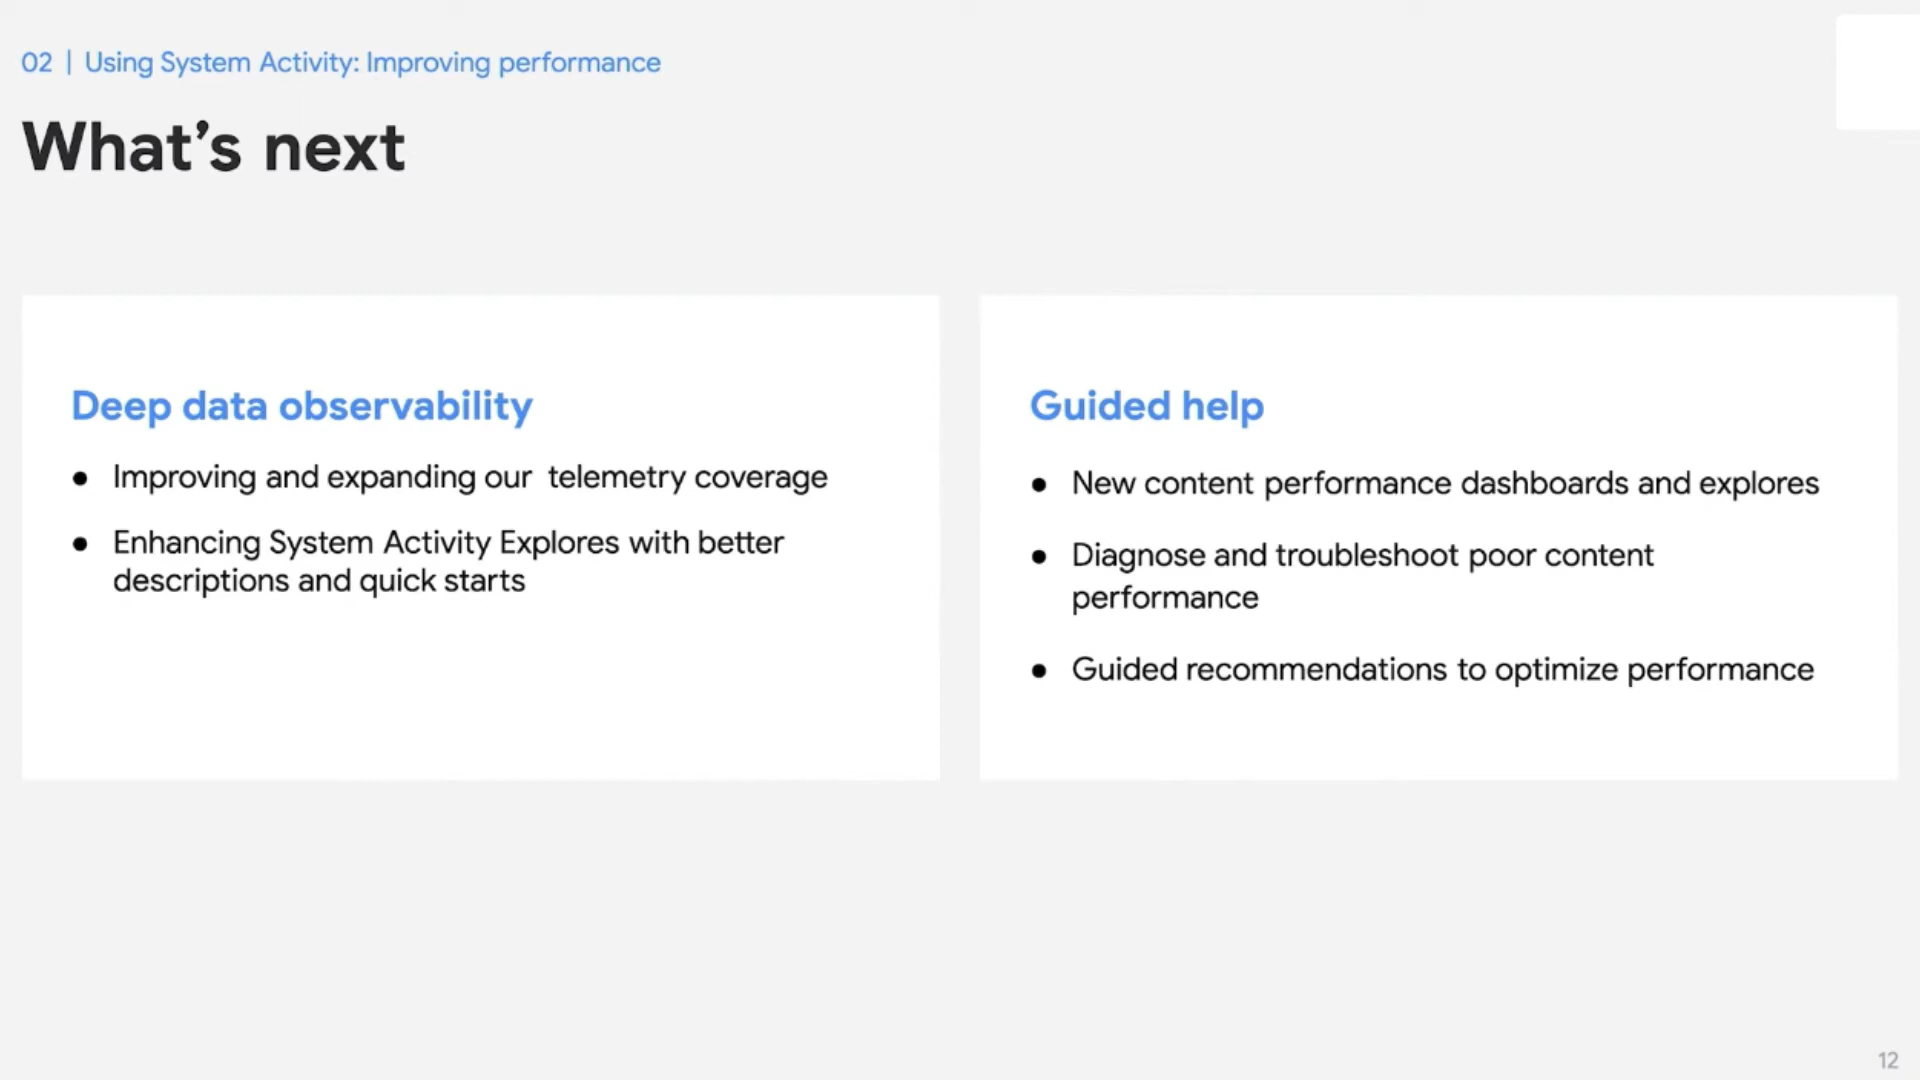 02 | Using System Activity: Improving performance
What's next
Deep data observability
● Improving and expanding our  telemetry coverage
● Enhancing System Activity Explores with better
descriptions and quick starts
Guided help
● New content performance dashboards and explores
● Diagnose and troubleshoot poor content
performance
● Guided recommendations to optimize performance
12